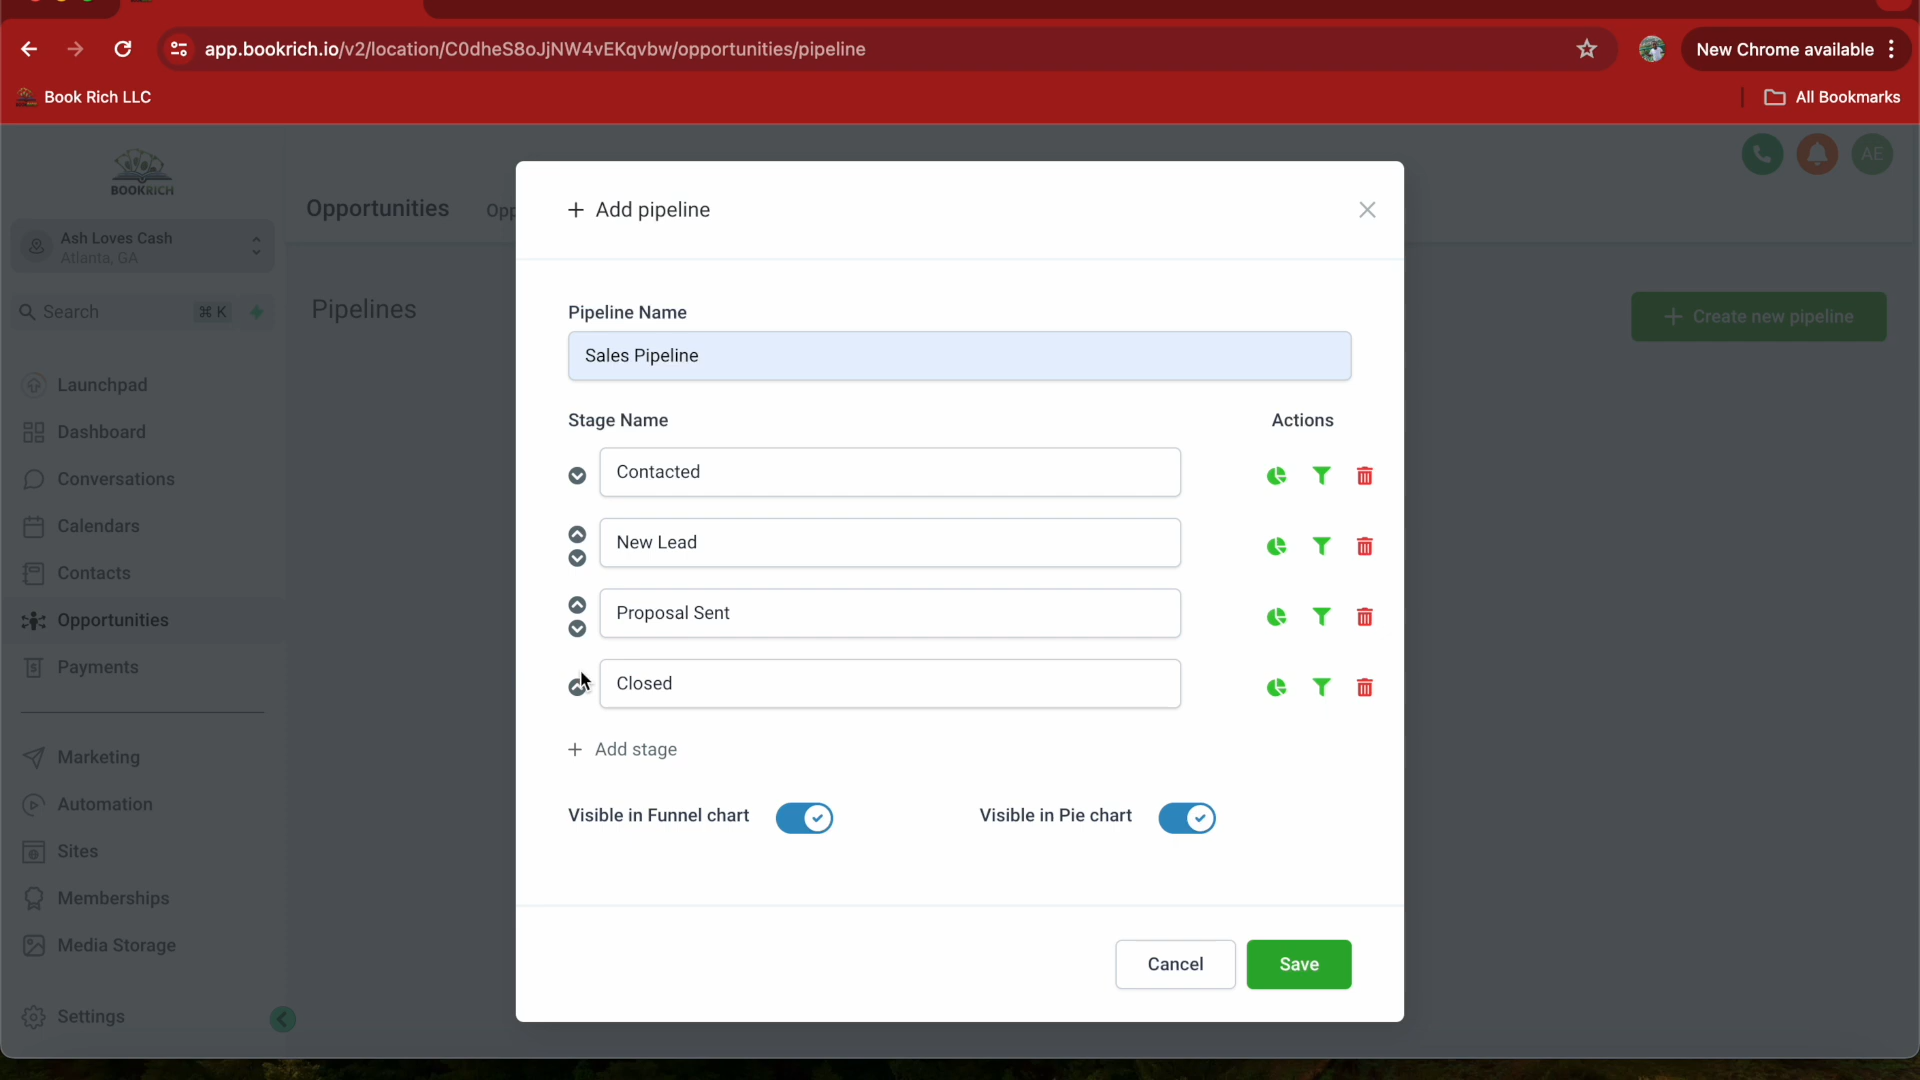 app.bookrich.io/v2/location/C0dheS8oJjNW4vEKqvbw/opportunities/pipeline
New Chrome available
Book Rich LLC
All Bookmarks
BOOKRICH
AE
Opportunities
Opp
+ Add pipeline
Ash Loves Cash
Atlanta, GA
Search
⌘ K
Pipelines
+ Create new pipeline
Pipeline Name
Sales Pipeline
Launchpad
Dashboard
Conversations
Calendars
Contacts
Opportunities
Payments
Marketing
Automation
Sites
Memberships
Media Storage
Settings
Stage Name
Actions
Contacted
New Lead
Proposal Sent
Closed
+ Add stage
Visible in Funnel chart
Visible in Pie chart
Cancel
Save